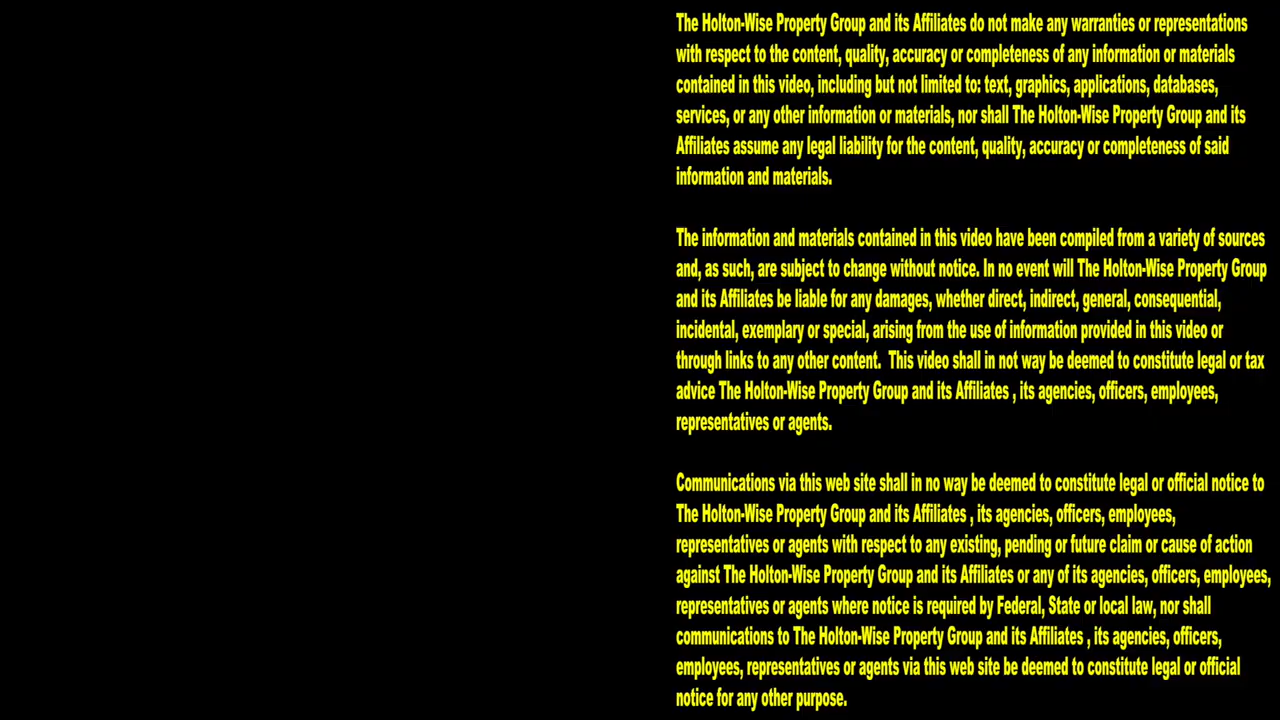 The Holton-Wise Property Group and its Affiliates do not make any warranties or representations
with respect to the content, quality, accuracy or completeness of any information or materials
contained in this video, including but not limited to: text, graphics, applications, databases,
services, or any other information or materials, nor shall The Holton-Wise Property Group and its
Affiliates assume any legal liability for the content, quality, accuracy or completeness of said
information and materials.
The information and materials contained in this video have been compiled from a variety of sources
and, as such, are subject to change without notice. In no event will The Holton-Wise Property Group
and its Affiliates be liable for any damages, whether direct, indirect, general, consequential,
incidental, exemplary or special, arising from the use of information provided in this video or
through links to any other content.  This video shall in not way be deemed to constitute legal or tax
advice The Holton-Wise Property Group and its Affiliates , its agencies, officers, employees,
representatives or agents.
Communications via this web site shall in no way be deemed to constitute legal or official notice to
The Holton-Wise Property Group and its Affiliates , its agencies, officers, employees,
representatives or agents with respect to any existing, pending or future claim or cause of action
against The Holton-Wise Property Group and its Affiliates or any of its agencies, officers, employees,
representatives or agents where notice is required by Federal, State or local law, nor shall
communications to The Holton-Wise Property Group and its Affiliates , its agencies, officers,
employees, representatives or agents via this web site be deemed to constitute legal or official
notice for any other purpose.